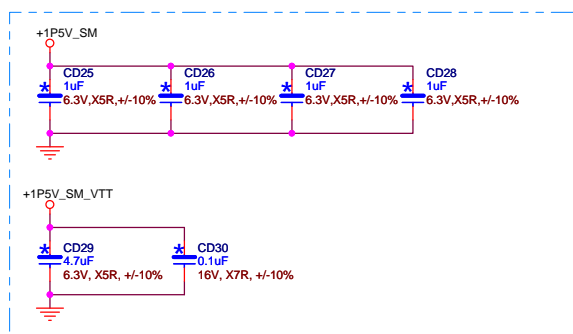 +1P5V_SM
* CD25 * CD26 * CD27 * CD28
1uF 1uF 1uF 1uF
6.3V,X5R,+/-10% 6.3V,X5R,+/-10% 6.3V,X5R,+/-10% 6.3V,X5R,+/-10%
+1P5V_SM_VTT
* CD29 * CD30
4.7uF 0.1uF
6.3V, X5R, +/-10% 16V, X7R, +/-10%